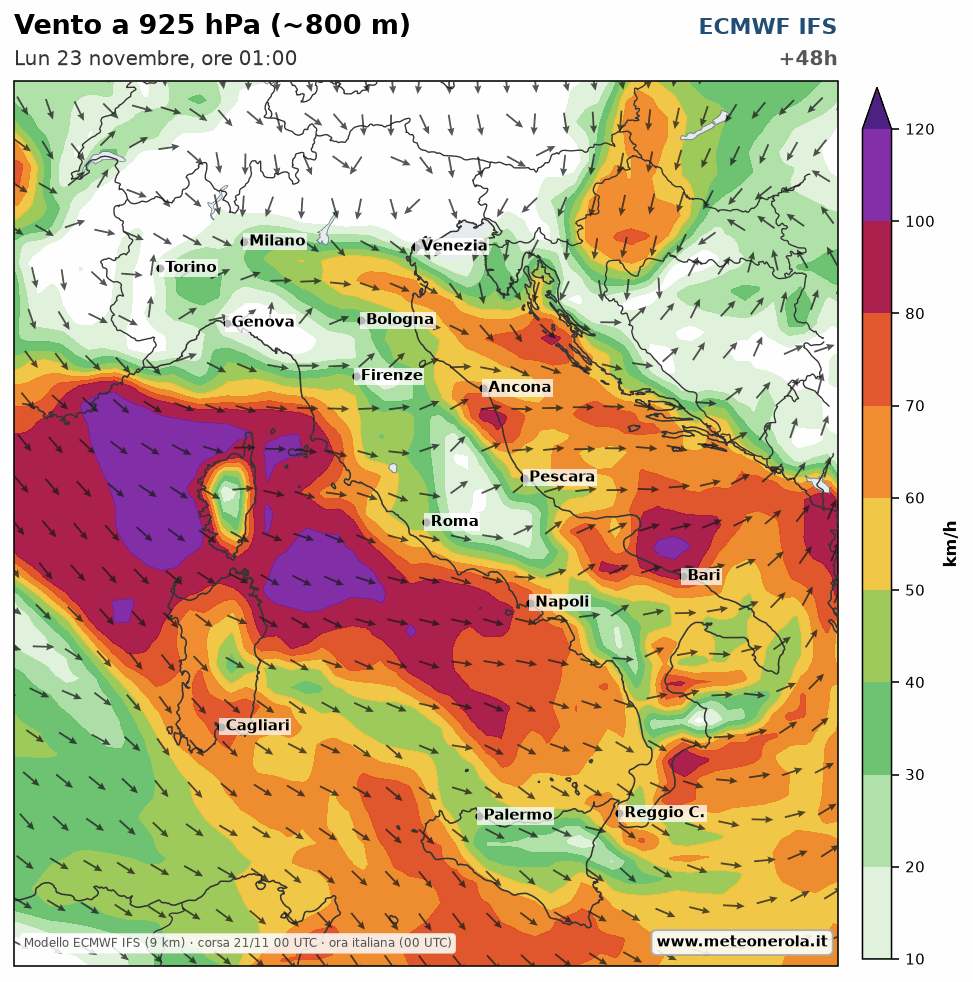 Vento a 925 hPa (~800 m)
ECMWF IFS
Lun 23 novembre, ore 01:00
+48h
Milano
Venezia
Torino
Genova
Bologna
Firenze
Ancona
Pescara
Roma
Bari
Napoli
Cagliari
Palermo
Reggio C.
Modello ECMWF IFS (9 km) · corsa 21/11 00 UTC · ora italiana (00 UTC)
www.meteonerola.it
120
100
80
70
60
50
40
30
20
10
km/h